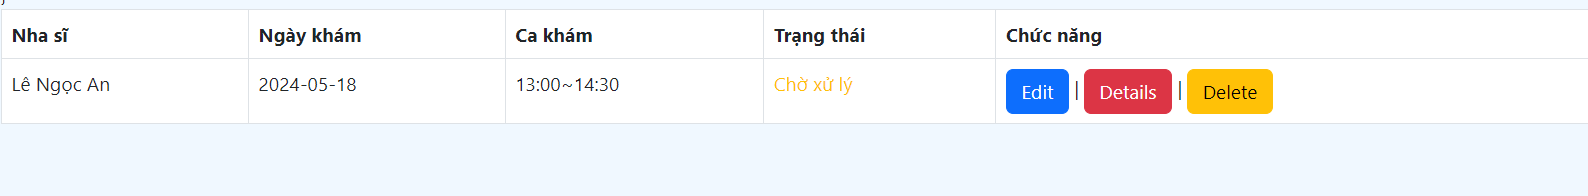 Nha sĩ Ngày khám Ca khám Trạng thái Chức năng
Lê Ngọc An 2024-05-18 13:00~14:30 Chờ xử lý Edit | Details | Delete